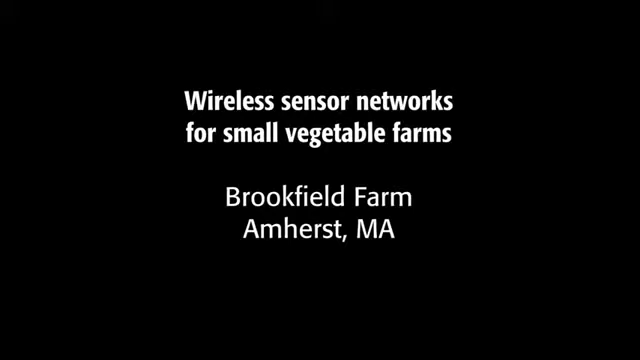 Wireless sensor networks
for small vegetable farms
Brookfield Farm
Amherst, MA